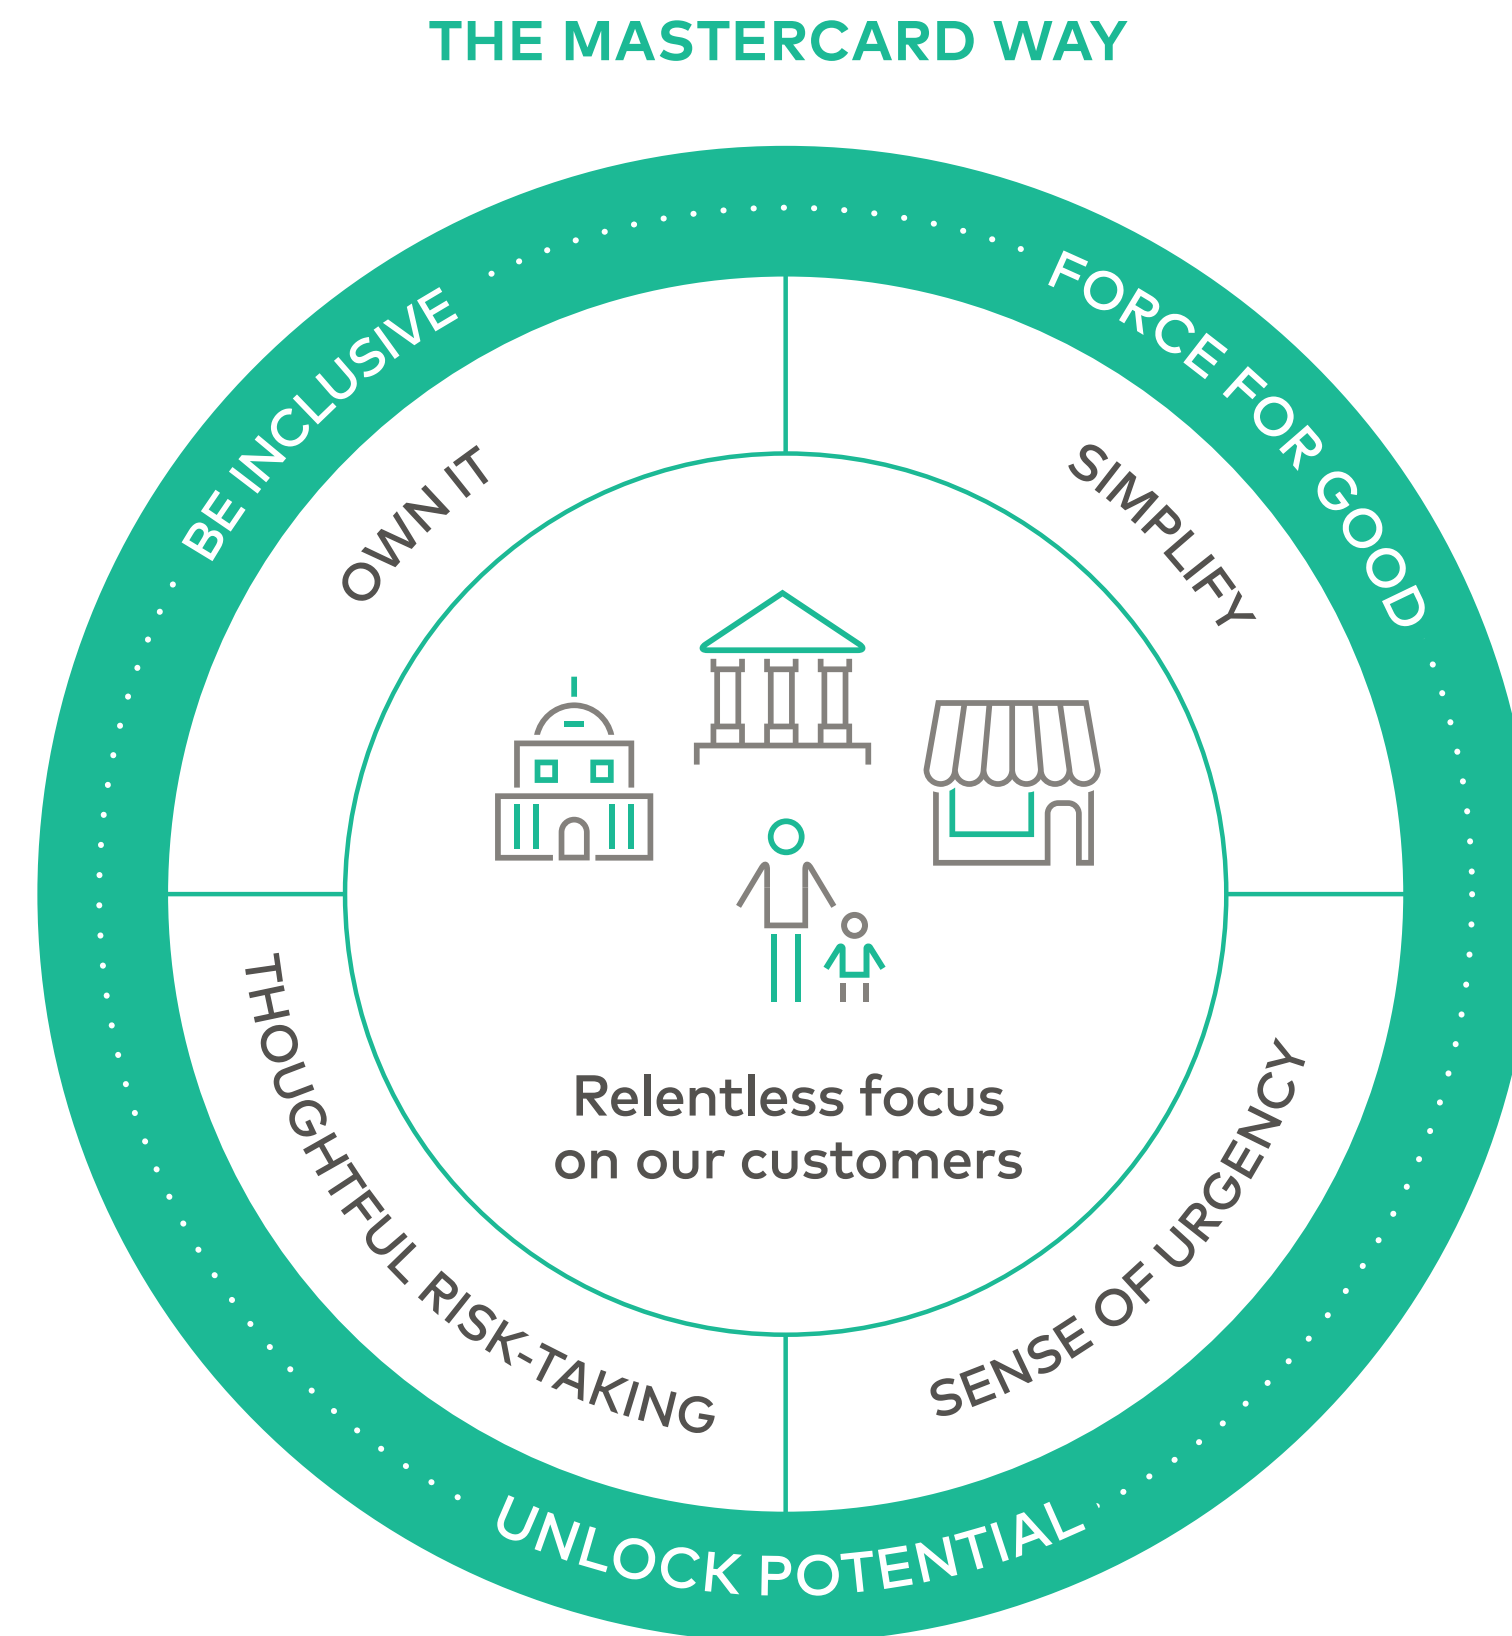 THE MASTERCARD WAY
BE INCLUSIVE
FORCE FOR GOOD
OWN IT
SIMPLIFY
Relentless focus
on our customers
THOUGHTFUL RISK-TAKING
SENSE OF URGENCY
UNLOCK POTENTIAL